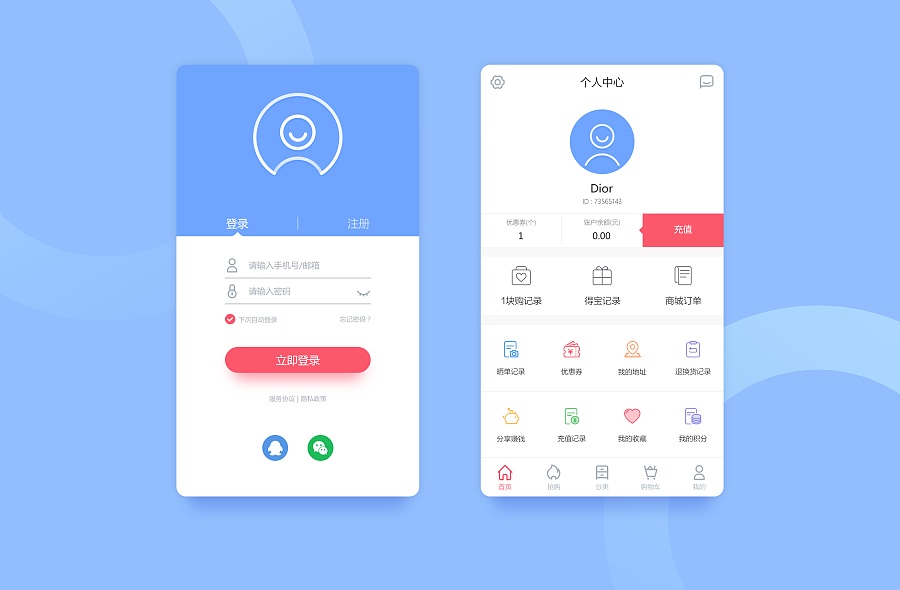 登录
注册
请输入手机号/邮箱
请输入密码
下次自动登录
忘记密码？
立即登录
服务协议 | 隐私政策
个人中心
Dior
ID：73565143
优惠券(个)
账户余额(元)
1
0.00
充值
1块购记录
得宝记录
商城订单
晒单记录
优惠券
我的地址
退换货记录
分享赚钱
充值记录
我的收藏
我的积分
首页
抢购
分类
购物车
我的